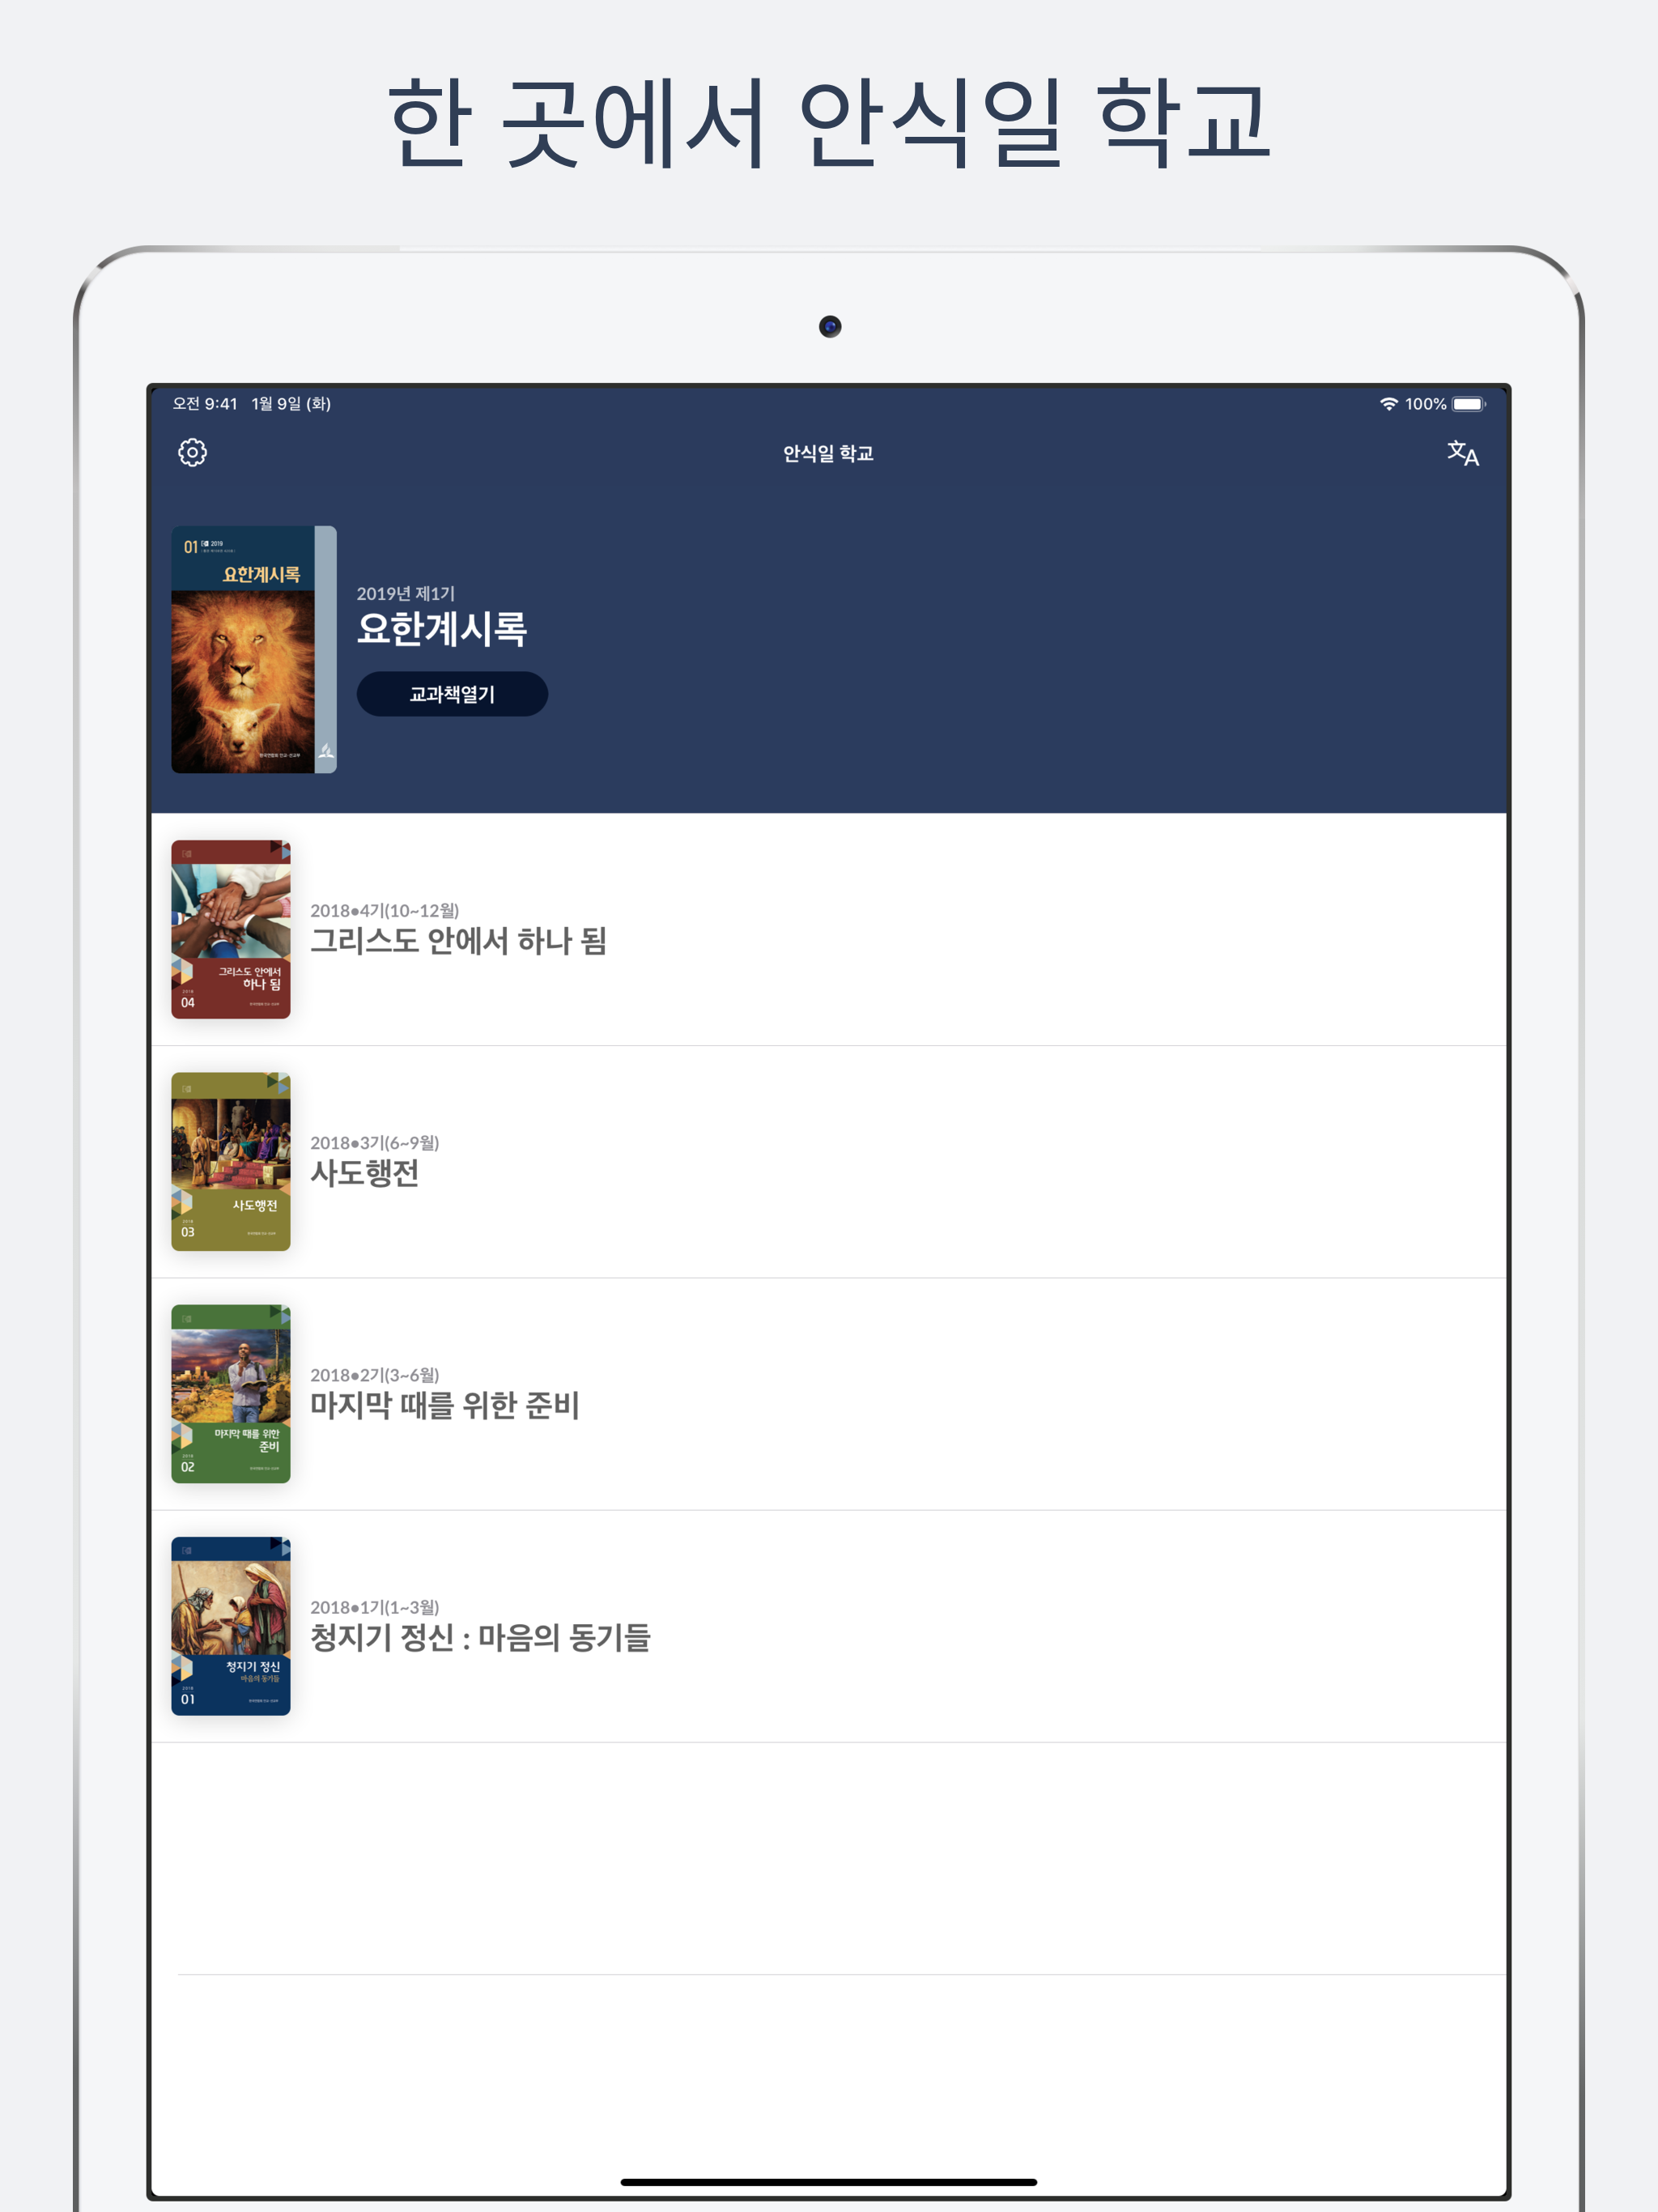 한 곳에서 안식일 학교
오전 9:41 1월 9일 (화)
100%
안식일 학교
文A
01 2019
요한계시록
2019년 제1기
요한계시록
교과책열기
2018•4기(10~12월)
그리스도 안에서 하나 됨
그리스도 안에서
하나 됨
2018
04
2018•3기(6~9월)
사도행전
사도행전
2018
03
2018•2기(3~6월)
마지막 때를 위한 준비
마지막 때를 위한
준비
2018
02
2018•1기(1~3월)
청지기 정신 : 마음의 동기들
청지기 정신
마음의 동기들
2018
01